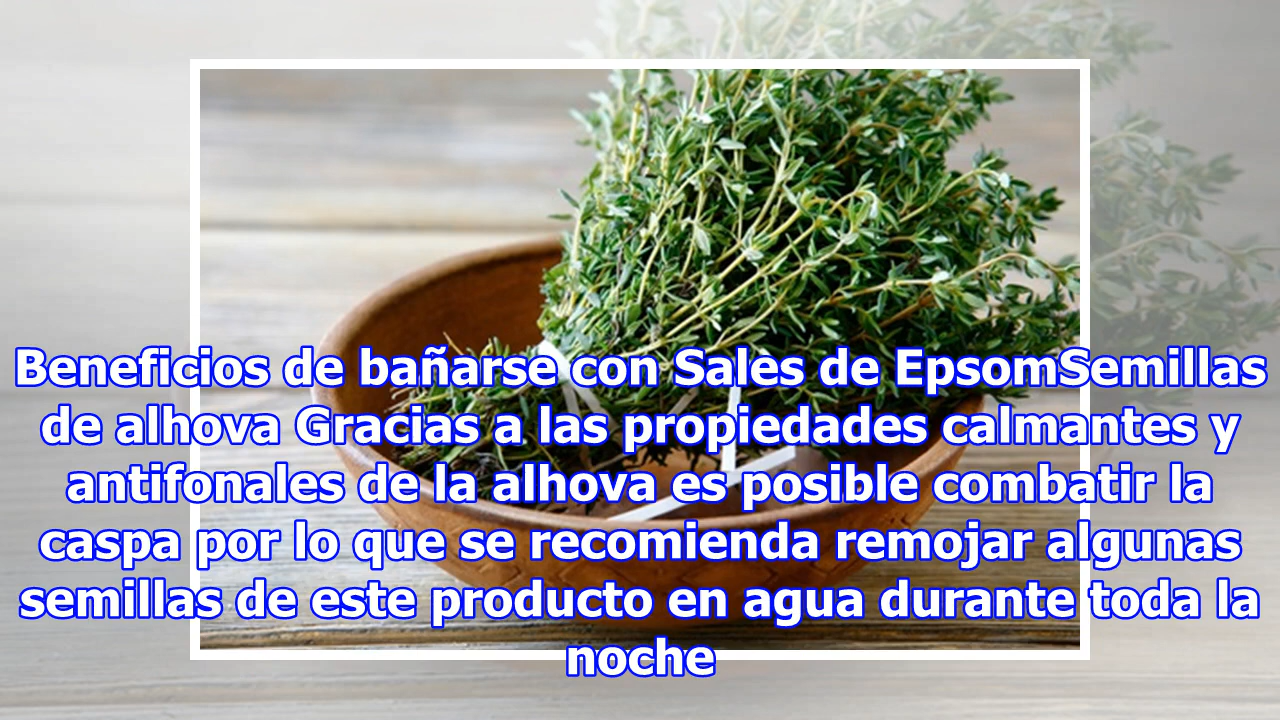 Beneficios de bañarse con Sales de EpsomSemillas
de alhova Gracias a las propiedades calmantes y
antifonales de la alhova es posible combatir la
caspa por lo que se recomienda remojar algunas
semillas de este producto en agua durante toda la
noche